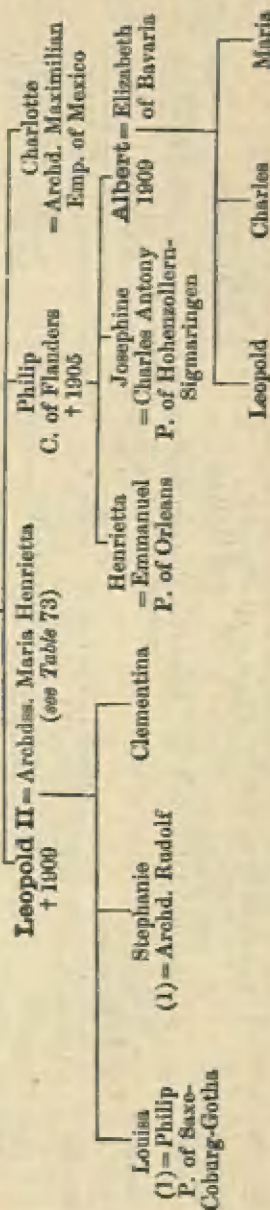 Leopold II = Archdss. Maria Henrietta
† 1909
(see Table 73)
Philip
C. of Flanders
† 1905
Charlotte
= Archd. Maximilian
Emp. of Mexico
Louisa
(1) = Philip
P. of Saxe-
Coburg-Gotha
Stephanie
(1) = Archd. Rudolf
Clementina
Henrietta
= Emmanuel
P. of Orleans
Josephine
= Charles Antony
P. of Hohenzollern-
Sigmaringen
Albert = Elizabeth
1909
of Bavaria
Leopold
Charles
Maria